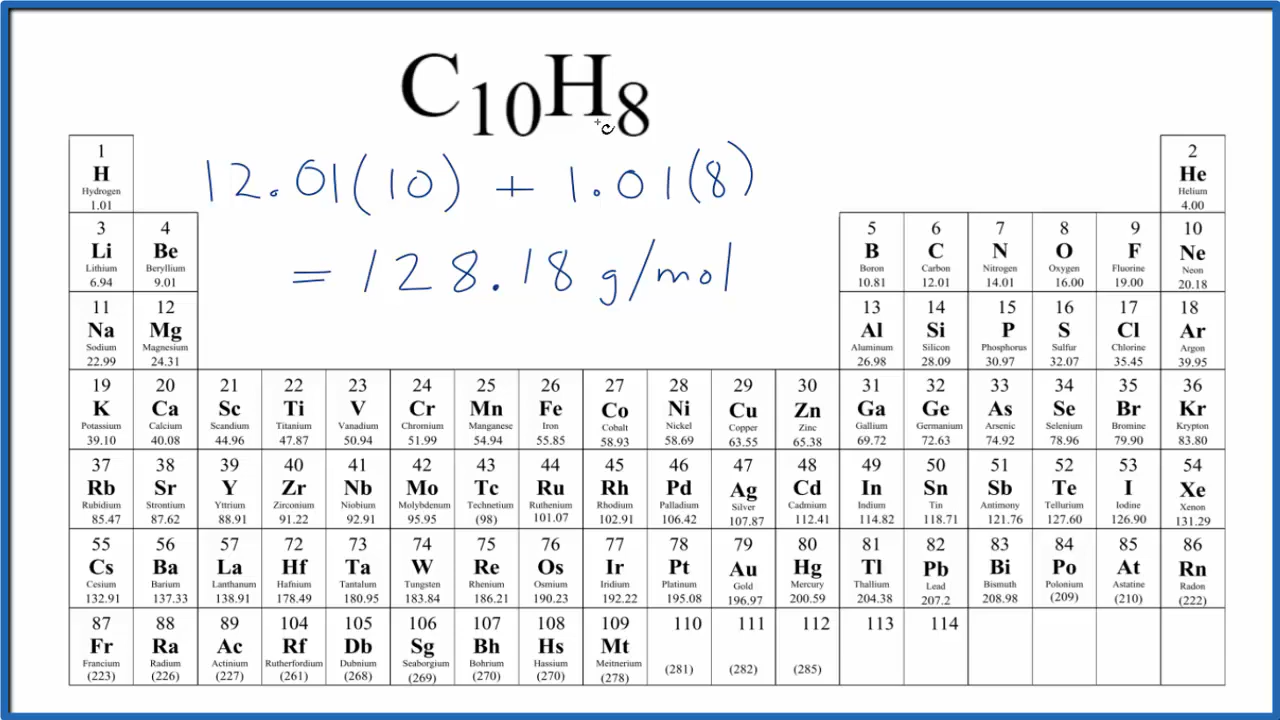 C10H8
12.01(10) + 1.01(8)
= 128.18 g/mol
1 2
H He
Hydrogen Helium
1.01 4.00
3 4 5 6 7 8 9 10
Li Be B C N O F Ne
Lithium Beryllium Boron Carbon Nitrogen Oxygen Fluorine Neon
6.94 9.01 10.81 12.01 14.01 16.00 19.00 20.18
11 12 13 14 15 16 17 18
Na Mg Al Si P S Cl Ar
Sodium Magnesium Aluminum Silicon Phosphorus Sulfur Chlorine Argon
22.99 24.31 26.98 28.09 30.97 32.07 35.45 39.95
19 20 21 22 23 24 25 26 27 28 29 30 31 32 33 34 35 36
K Ca Sc Ti V Cr Mn Fe Co Ni Cu Zn Ga Ge As Se Br Kr
Potassium Calcium Scandium Titanium Vanadium Chromium Manganese Iron Cobalt Nickel Copper Zinc Gallium Germanium Arsenic Selenium Bromine Krypton
39.10 40.08 44.96 47.87 50.94 51.99 54.94 55.85 58.93 58.69 63.55 65.38 69.72 72.63 74.92 78.96 79.90 83.80
37 38 39 40 41 42 43 44 45 46 47 48 49 50 51 52 53 54
Rb Sr Y Zr Nb Mo Tc Ru Rh Pd Ag Cd In Sn Sb Te I Xe
Rubidium Strontium Yttrium Zirconium Niobium Molybdenum Technetium Ruthenium Rhodium Palladium Silver Cadmium Indium Tin Antimony Tellurium Iodine Xenon
85.47 87.62 88.91 91.22 92.91 95.95 (98) 101.07 102.91 106.42 107.87 112.41 114.82 118.71 121.76 127.60 126.90 131.29
55 56 57 72 73 74 75 76 77 78 79 80 81 82 83 84 85 86
Cs Ba La Hf Ta W Re Os Ir Pt Au Hg Tl Pb Bi Po At Rn
Cesium Barium Lanthanum Hafnium Tantalum Tungsten Rhenium Osmium Iridium Platinum Gold Mercury Thallium Lead Bismuth Polonium Astatine Radon
132.91 137.33 138.91 178.49 180.95 183.84 186.21 190.23 192.22 195.08 196.97 200.59 204.38 207.2 208.98 (209) (210) (222)
87 88 89 104 105 106 107 108 109 110 111 112 113 114
Fr Ra Ac Rf Db Sg Bh Hs Mt
Francium Radium Actinium Rutherfordium Dubnium Seaborgium Bohrium Hassium Meitnerium
(223) (226) (227) (261) (268) (269) (270) (270) (278) (281) (282) (285)